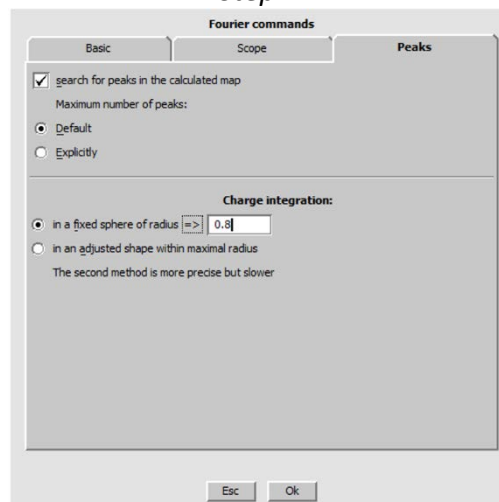 Step
Fourier commands
Basic Scope Peaks
search for peaks in the calculated map
Maximum number of peaks:
Default
Explicitly
Charge integration:
in a fixed sphere of radius => 0.8
in an adjusted shape within maximal radius
The second method is more precise but slower
Esc Ok